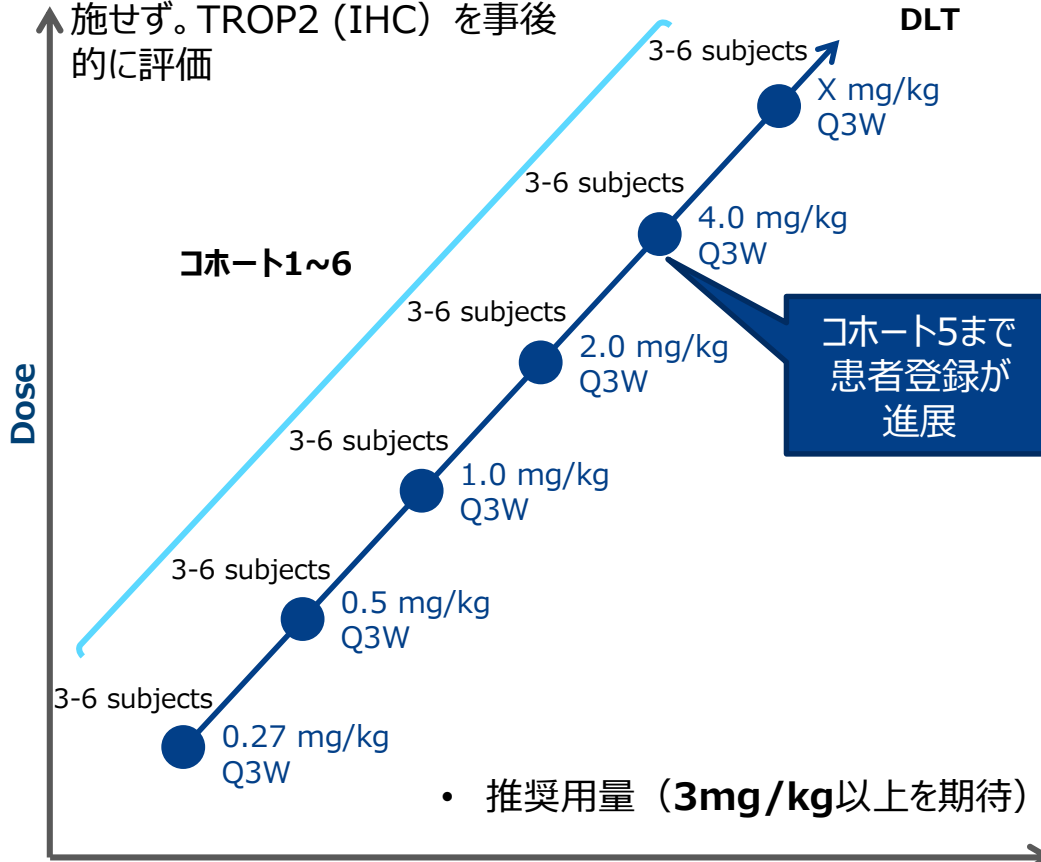 施せず。TROP2 (IHC）を事後
的に評価
DLT
3-6 subjects
X mg/kg
Q3W
3-6 subjects
4.0 mg/kg
Q3W
コホート1~6
3-6 subjects
2.0 mg/kg
Q3W
コホート5まで
患者登録が
進展
Dose
3-6 subjects
1.0 mg/kg
Q3W
3-6 subjects
0.5 mg/kg
Q3W
3-6 subjects
0.27 mg/kg
Q3W
• 推奨用量（3mg/kg以上を期待）